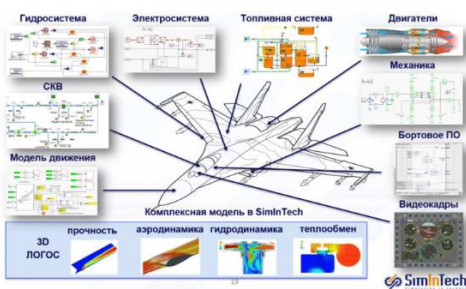 Гидросистема
Электросистема
Топливная система
Двигатели
СКВ
Механика
Модель движения
Бортовое ПО
Комплексная модель в SimInTech
Видеокадры
3D
ЛОГОС
прочность
аэродинамика
гидродинамика
теплообмен
19
SimInTech